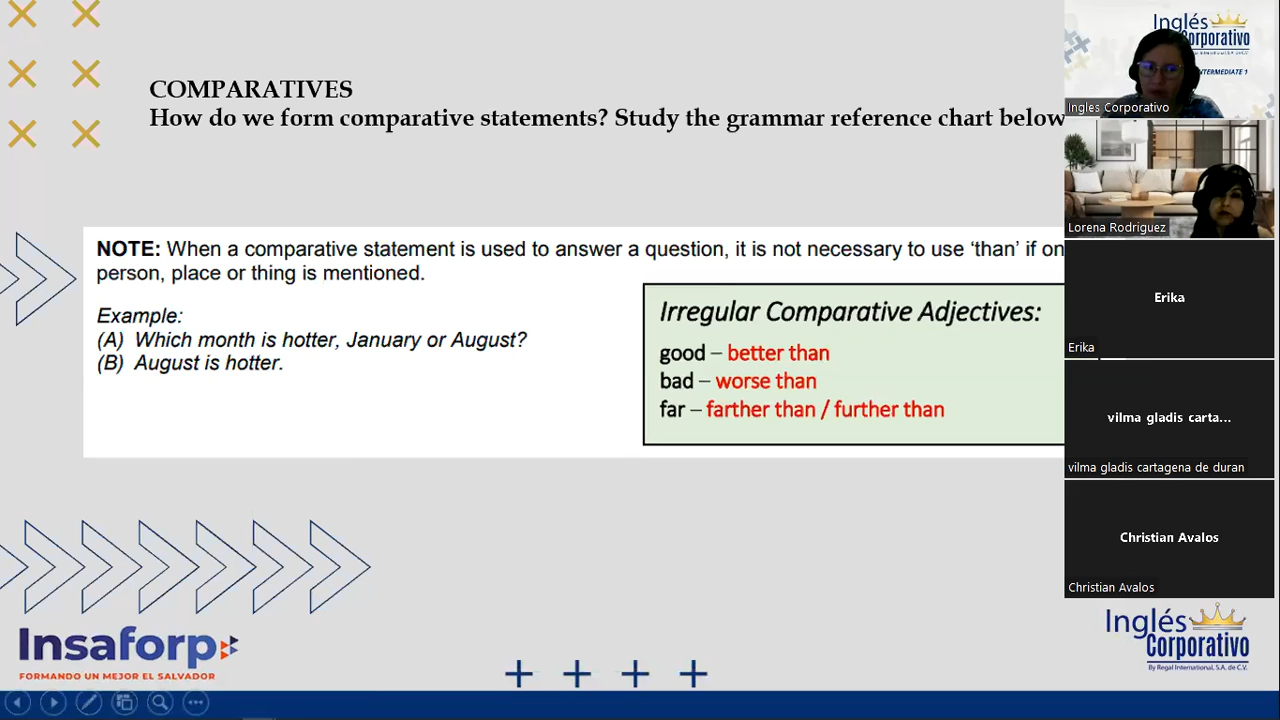 COMPARATIVES
How do we form comparative statements? Study the grammar reference chart below
NOTE: When a comparative statement is used to answer a question, it is not necessary to use ‘than’ if on
person, place or thing is mentioned.
Example:
(A) Which month is hotter, January or August?
(B) August is hotter.
Irregular Comparative Adjectives:
good – better than
bad – worse than
far – farther than / further than
Inglés
Corporativo
INTERMEDIATE 1
Ingles Corporativo
Lorena Rodriguez
Erika
Erika
vilma gladis carta...
vilma gladis cartagena de duran
Christian Avalos
Christian Avalos
Insaforp
FORMANDO UN MEJOR EL SALVADOR
Inglés
Corporativo
By Regal International, S.A. de C.V.